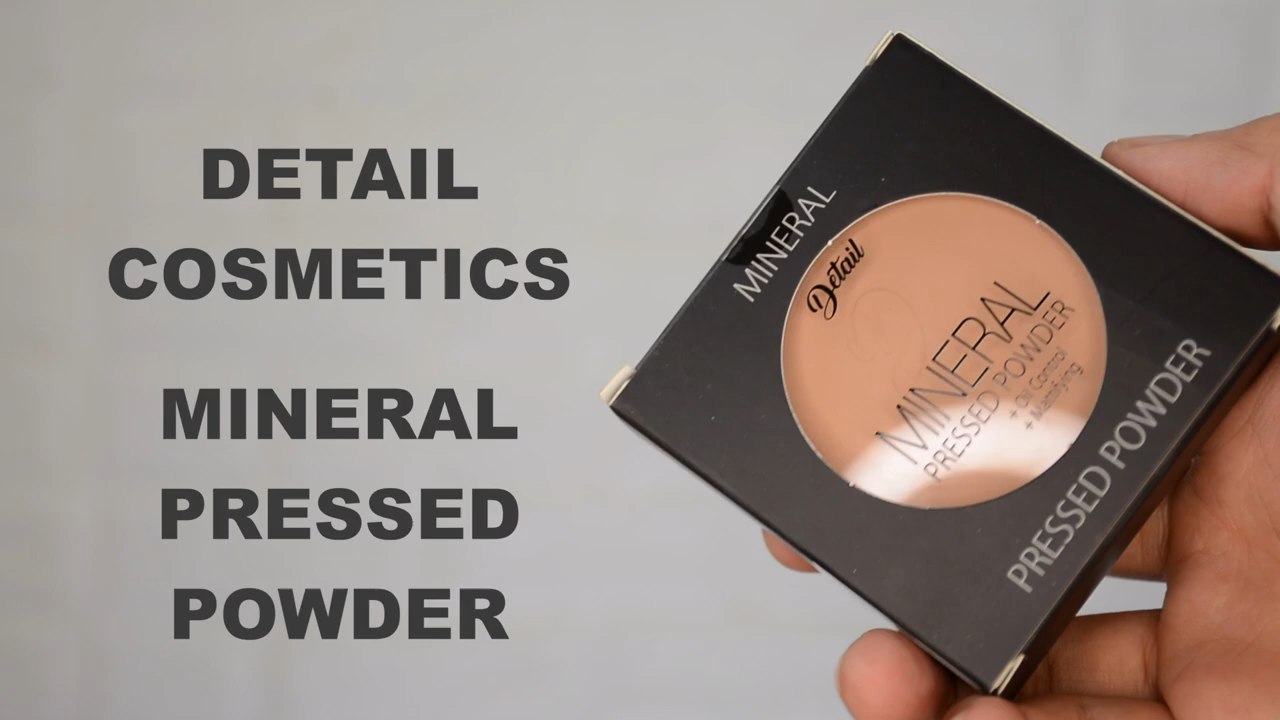 DETAIL
COSMETICS
MINERAL
PRESSED
POWDER
MINERAL
Detail
MINERAL
PRESSED POWDER
+ Oil Control
+ Mattifying
PRESSED POWDER